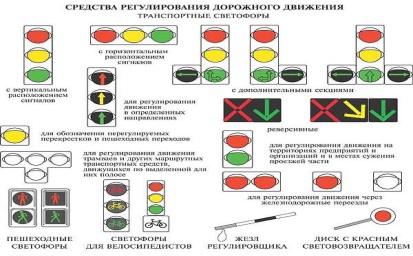 СРЕДСТВА РЕГУЛИРОВАНИЯ ДОРОЖНОГО ДВИЖЕНИЯ
ТРАНСПОРТНЫЕ СВЕТОФОРЫ
с вертикальным
расположением
сигналов
с горизонтальным
расположением
сигналов
для регулирования
движения
в определенных
направлениях
с дополнительными секциями
для обозначения нерегулируемых
перекрестков и пешеходных переходов
реверсивные
для регулирования движения
трамваев и других маршрутных
транспортных средств,
движущихся по выделенной для
них полосе
для регулирования движения на
территориях предприятий и
организаций и в местах сужения
проезжей части
для регулирования движения через
железнодорожные переезды
ПЕШЕХОДНЫЕ
СВЕТОФОРЫ
СВЕТОФОРЫ
ДЛЯ ВЕЛОСИПЕДИСТОВ
ЖЕЗЛ
РЕГУЛИРОВЩИКА
ДИСК С КРАСНЫМ
СВЕТОВОЗВРАЩАТЕЛЕМ